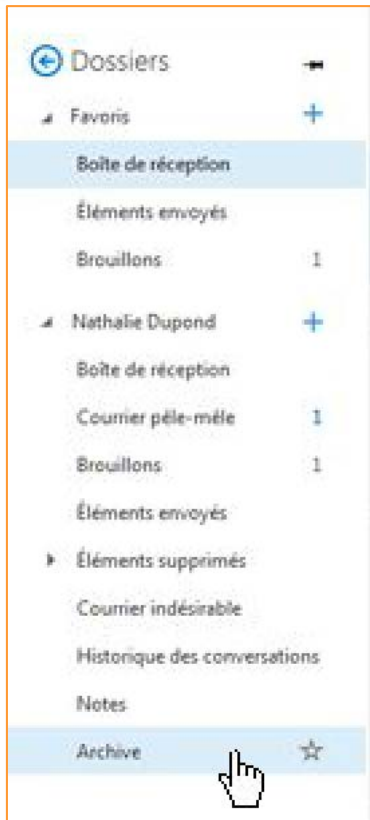 Dossiers
Favoris
Boîte de réception
Éléments envoyés
Brouillons 1
Nathalie Dupond
Boîte de réception
Courrier pêle-mêle 1
Brouillons 1
Éléments envoyés
Éléments supprimés
Courrier indésirable
Historique des conversations
Notes
Archive